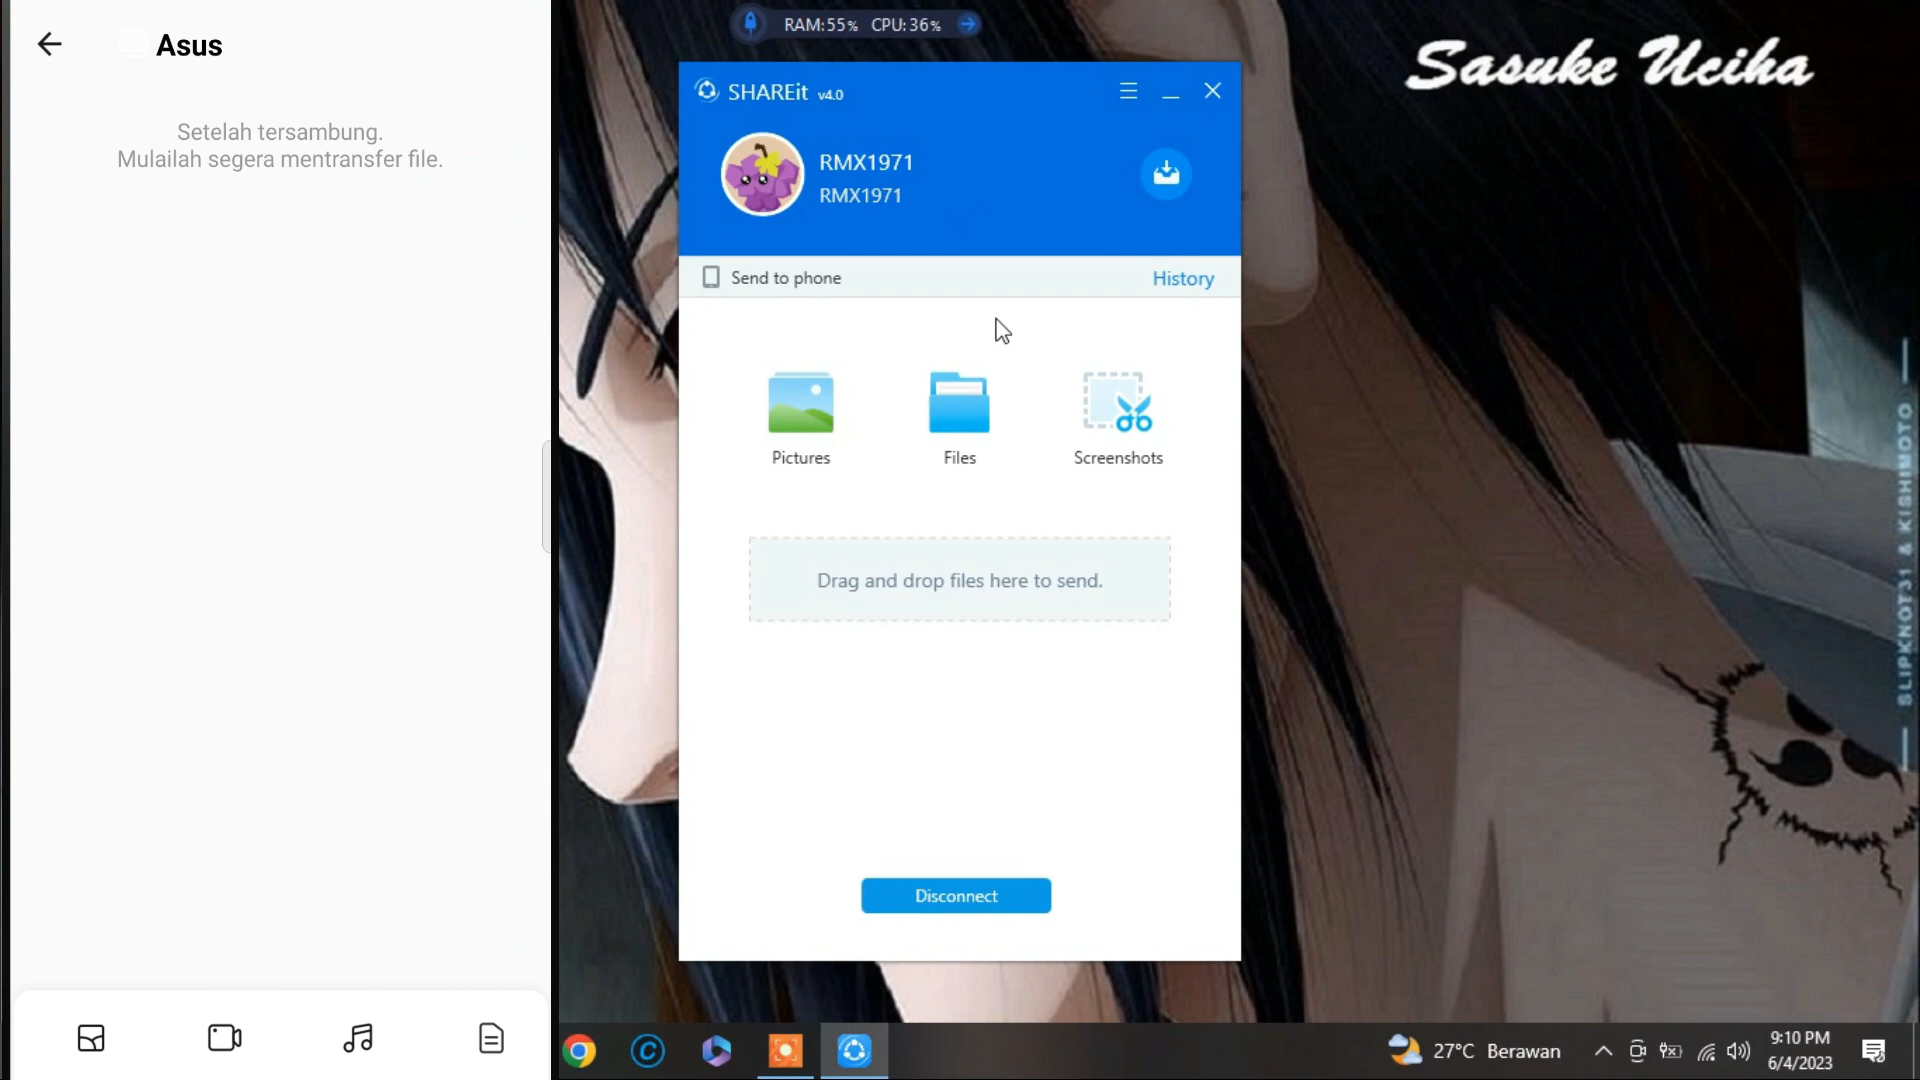 Asus
Setelah tersambung.
Mulailah segera mentransfer file.
RAM:55% CPU:36%
SHAREit v4.0
RMX1971
RMX1971
Send to phone
History
Pictures
Files
Screenshots
Drag and drop files here to send.
Disconnect
Sasuke Uciha
SLIPKNOT31 & KISHIMOTO
27°C Berawan
9:10 PM
6/4/2023